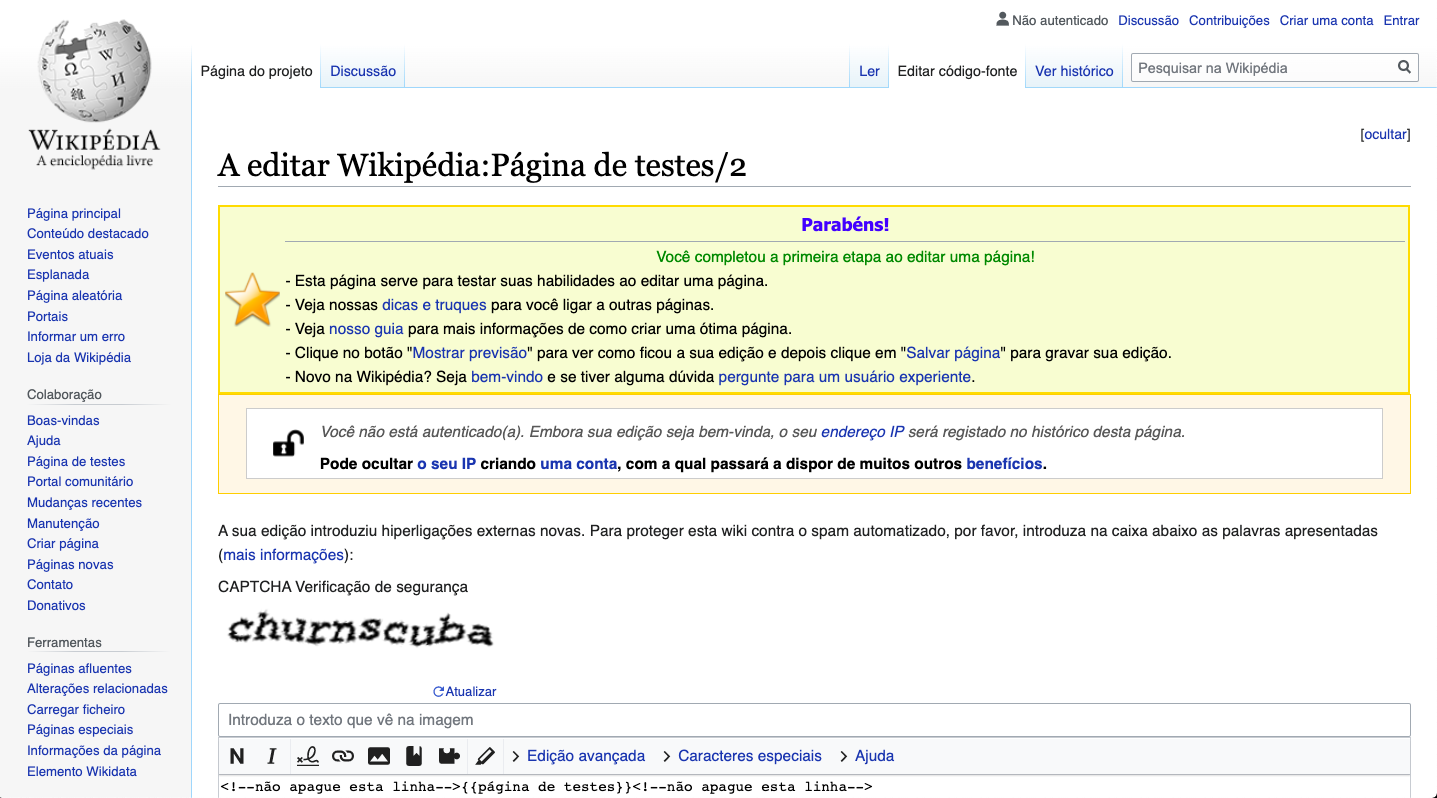 Não autenticado Discussão Contribuições Criar uma conta Entrar
Página do projeto Discussão Ler Editar código-fonte Ver histórico Pesquisar na Wikipédia
WIKIPÉDIA
A enciclopédia livre
Página principal
Conteúdo destacado
Eventos atuais
Esplanada
Página aleatória
Portais
Informar um erro
Loja da Wikipédia
Colaboração
Boas-vindas
Ajuda
Página de testes
Portal comunitário
Mudanças recentes
Manutenção
Criar página
Páginas novas
Contato
Donativos
Ferramentas
Páginas afluentes
Alterações relacionadas
Carregar ficheiro
Páginas especiais
Informações da página
Elemento Wikidata
[ocultar]
A editar Wikipédia:Página de testes/2
Parabéns!
Você completou a primeira etapa ao editar uma página!
- Esta página serve para testar suas habilidades ao editar uma página.
- Veja nossas dicas e truques para você ligar a outras páginas.
- Veja nosso guia para mais informações de como criar uma ótima página.
- Clique no botão "Mostrar previsão" para ver como ficou a sua edição e depois clique em "Salvar página" para gravar sua edição.
- Novo na Wikipédia? Seja bem-vindo e se tiver alguma dúvida pergunte para um usuário experiente.
Você não está autenticado(a). Embora sua edição seja bem-vinda, o seu endereço IP será registado no histórico desta página.
Pode ocultar o seu IP criando uma conta, com a qual passará a dispor de muitos outros benefícios.
A sua edição introduziu hiperligações externas novas. Para proteger esta wiki contra o spam automatizado, por favor, introduza na caixa abaixo as palavras apresentadas
(mais informações):
CAPTCHA Verificação de segurança
churnscuba
Atualizar
Introduza o texto que vê na imagem
N I Edição avançada Caracteres especiais Ajuda
<!--não apague esta linha-->{{página de testes}}<!--não apague esta linha-->